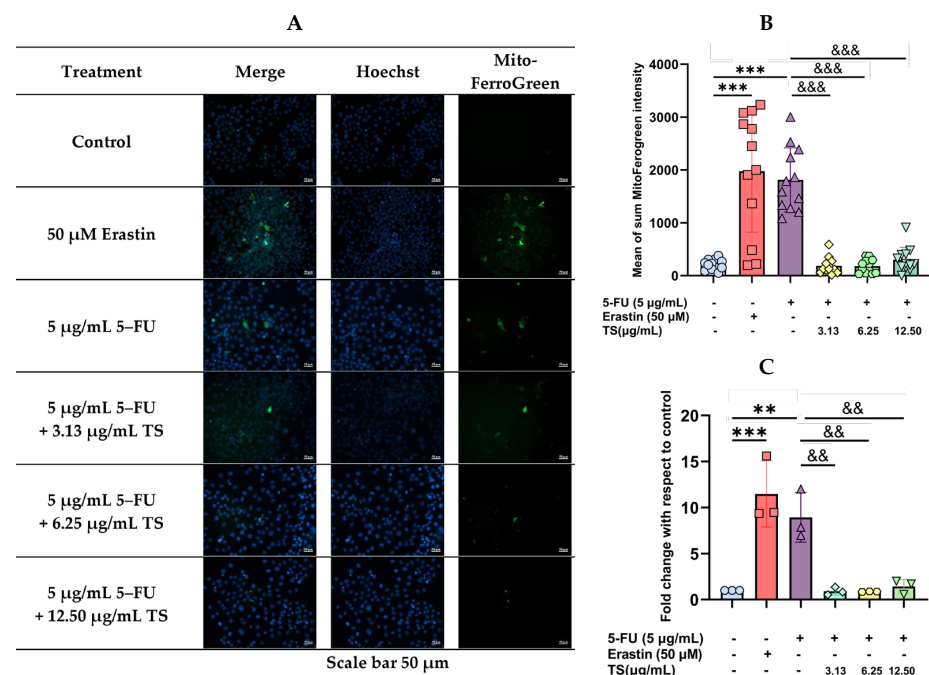 A
Treatment Merge Hoechst Mito-
FerroGreen
Control
50 µM Erastin
5 µg/mL 5–FU
5 µg/mL 5–FU
+ 3.13 µg/mL TS
5 µg/mL 5–FU
+ 6.25 µg/mL TS
5 µg/mL 5–FU
+ 12.50 µg/mL TS
Scale bar 50 µm
B
&&&
*** &&&
*** &&&
Mean of sum MitoFerogreen intensity
4000
3000
2000
1000
0
5-FU (5 µg/mL) - - + + + +
Erastin (50 µM) - + - - - -
TS(µg/mL) - - - 3.13 6.25 12.50
C
** &&
*** &&
&&
Fold change with respect to control
20
15
10
5
0
5-FU (5 µg/mL) - - + + + +
Erastin (50 µM) - + - - - -
TS(µg/mL) - - - 3.13 6.25 12.50